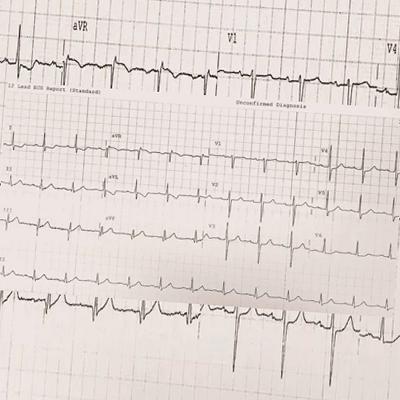 aVR V1 V4
12 Lead ECG Report (Standard) Unconfirmed Diagnosis
I aVR V1 V4
II aVL V2 V5
III aVF V3 V6
II